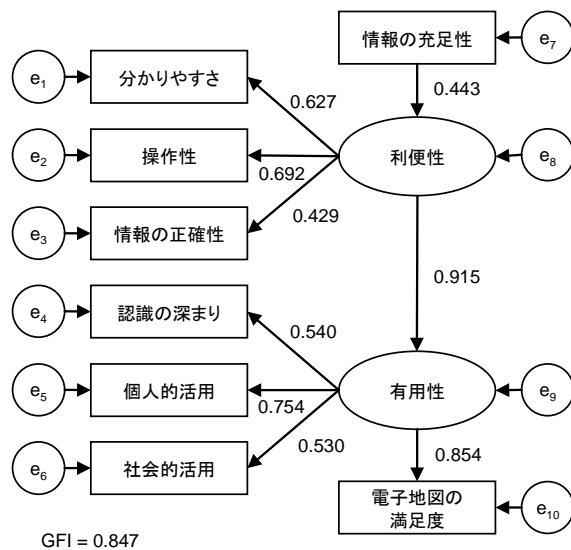 情報の充足性
e7
e1
分かりやすさ
0.443
0.627
e2
操作性
利便性
e8
0.692
e3
情報の正確性
0.429
0.915
e4
認識の深まり
0.540
e5
個人的活用
有用性
e9
0.754
e6
社会的活用
0.530
0.854
電子地図の
満足度
e10
GFI = 0.847